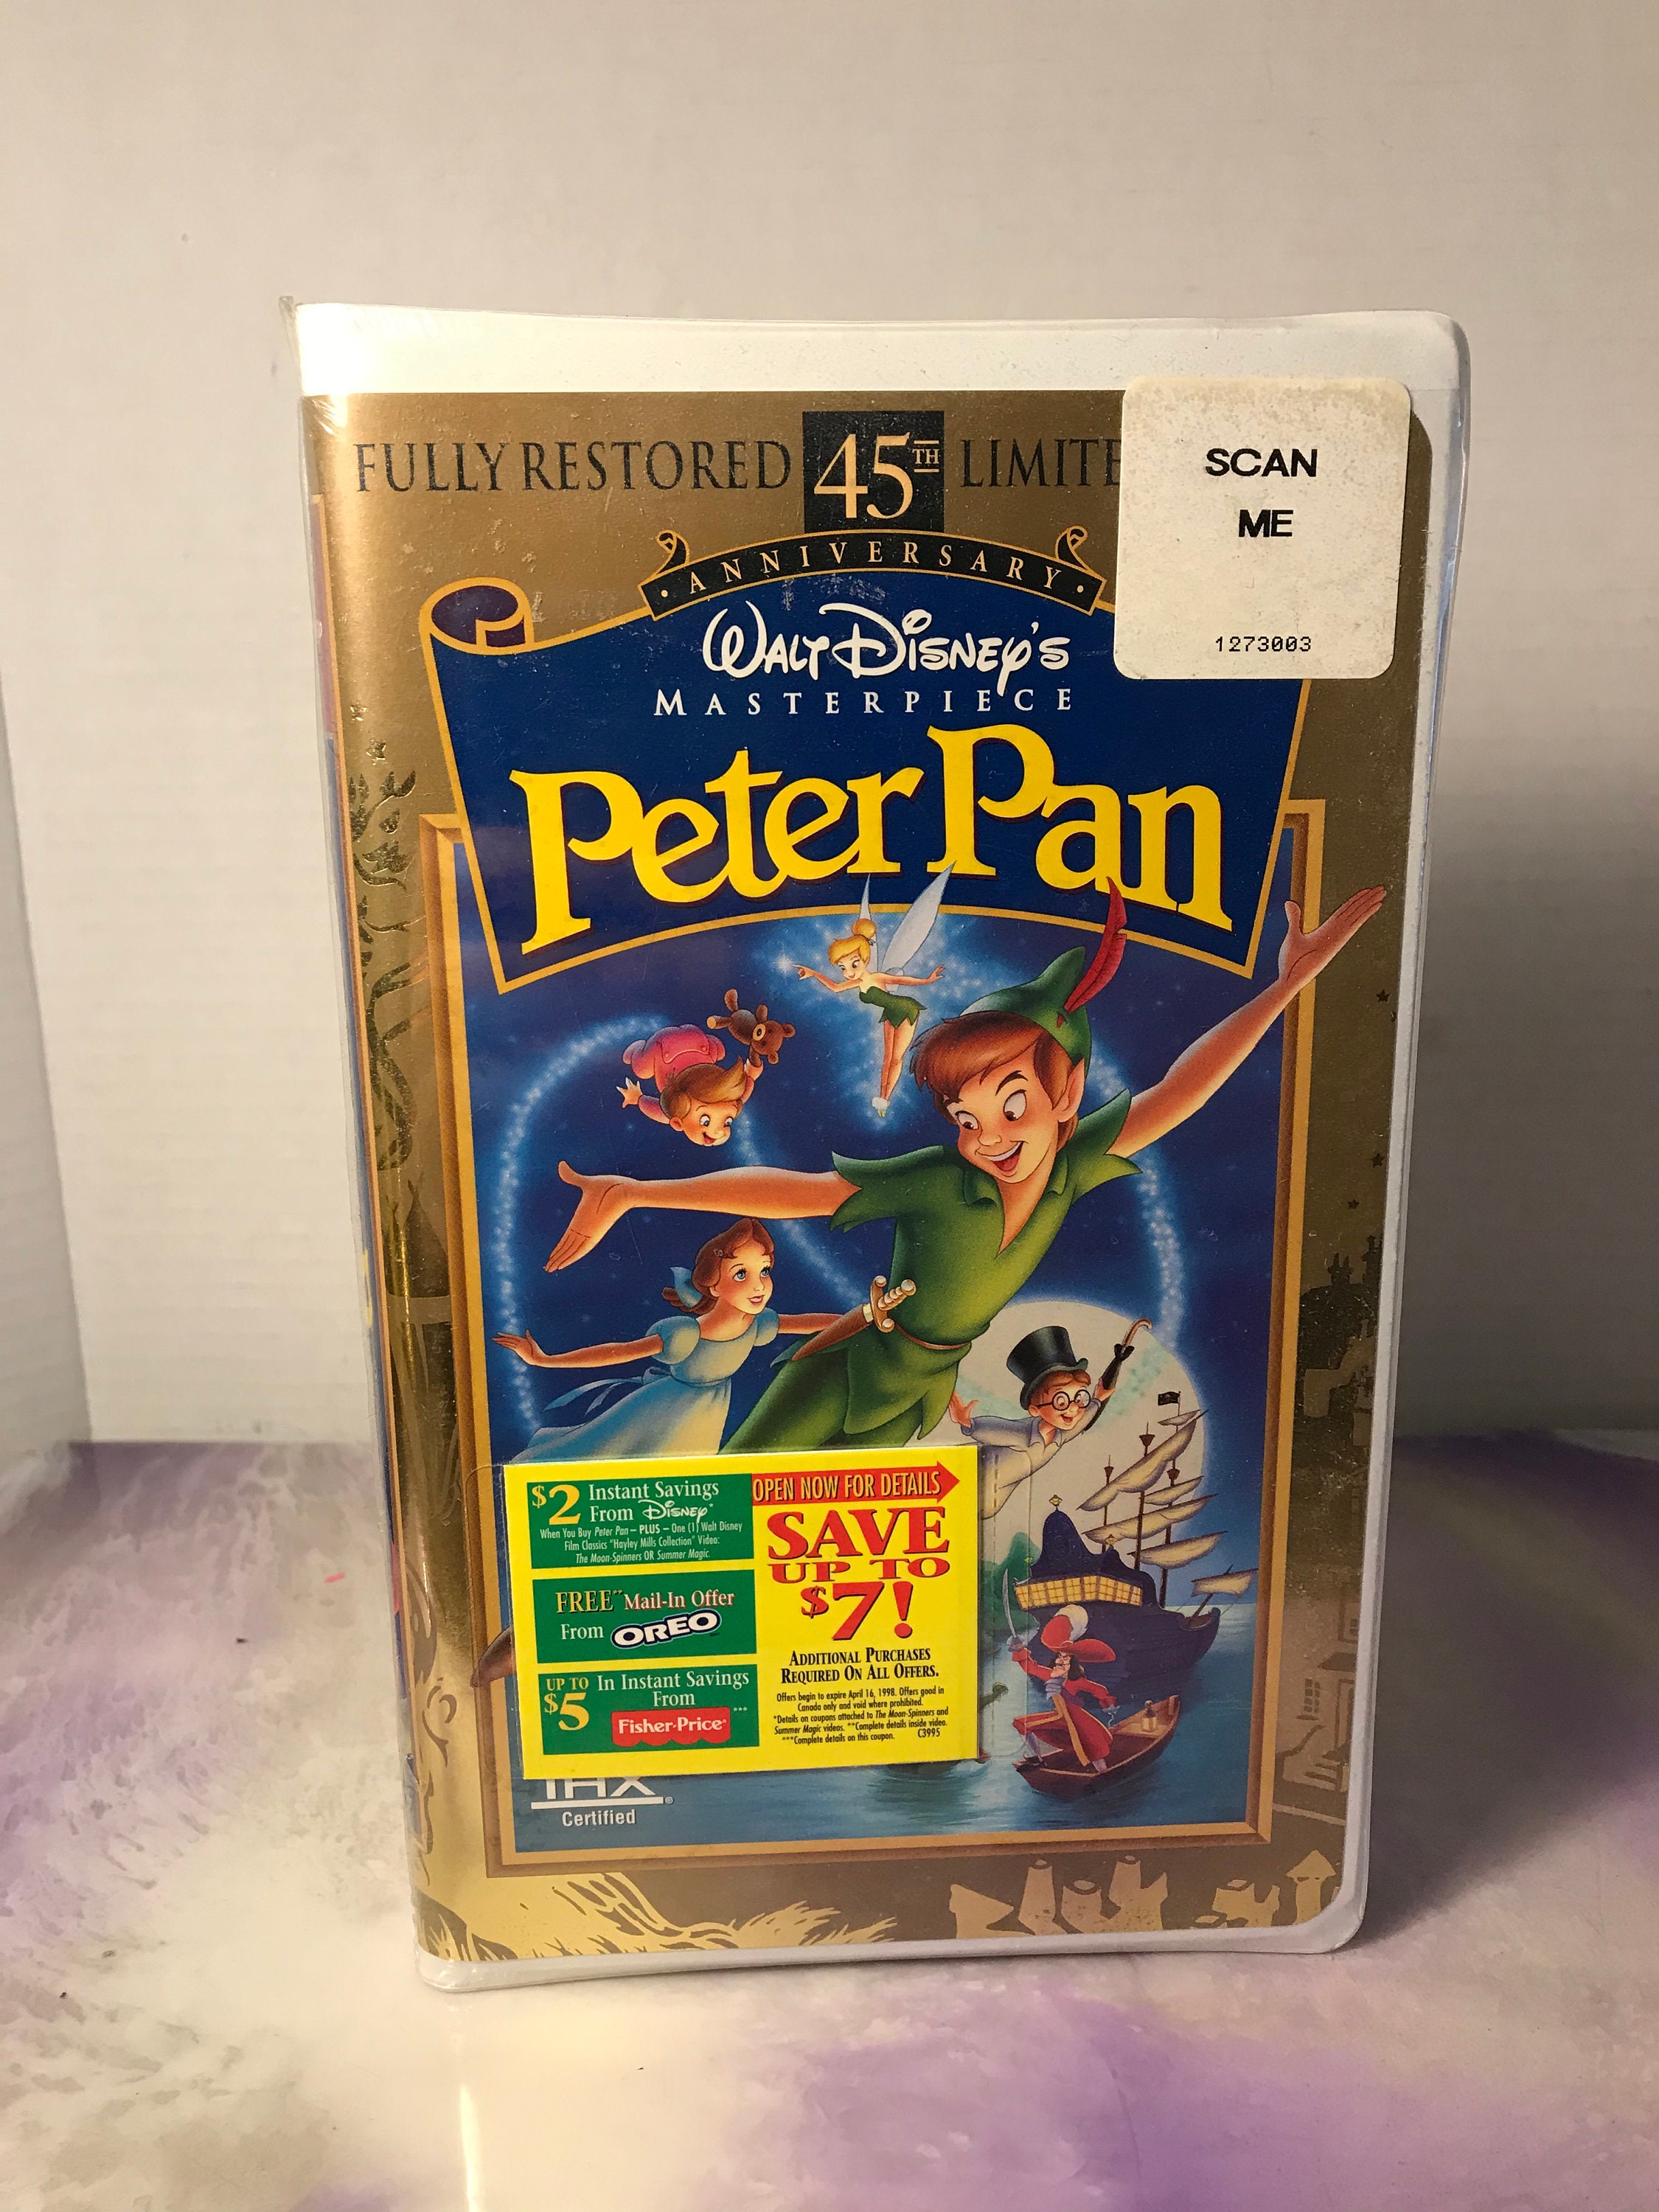 FULLY RESTORED 45TH LIMITE
SCAN
ME
1273003
ANNIVERSARY
WALT DISNEY'S
MASTERPIECE
Peter Pan
$2 Instant Savings
From Disney*
When You Buy Peter Pan – PLUS – One (1) Walt Disney
Film Classics "Hayley Mills Collection" Video:
The Moon-Spinners OR Summer Magic.
FREE** Mail-In Offer
From OREO
UP TO $5 In Instant Savings
From
Fisher-Price***
OPEN NOW FOR DETAILS
SAVE
UP TO
$7!
ADDITIONAL PURCHASES
REQUIRED ON ALL OFFERS.
Offers begin to expire April 16, 1998. Offers good in
Canada only and void where prohibited.
*Details on coupons attached to The Moon-Spinners and
Summer Magic videos. **Complete details inside video.
***Complete details on this coupon. C3995
THX
Certified